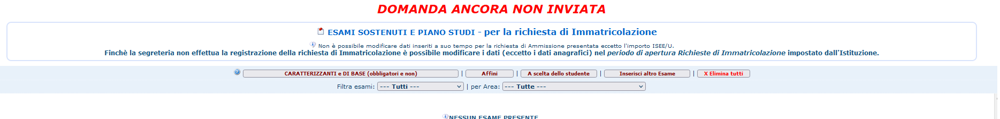 DOMANDA ANCORA NON INVIATA
ESAMI SOSTENUTI E PIANO STUDI - per la richiesta di Immatricolazione
Non è possibile modificare dati inseriti a suo tempo per la richiesta di Ammissione presentata eccetto l'importo ISEE/U.
Finchè la segreteria non effettua la registrazione della richiesta di Immatricolazione è possibile modificare i dati (eccetto i dati anagrafici) nel periodo di apertura Richieste di Immatricolazione impostato dall'Istituzione.
CARATTERIZZANTI e DI BASE (obbligatori e non) | Affini | A scelta dello studente | Inserisci altro Esame | X Elimina tutti
Filtra esami: --- Tutti --- | per Area: --- Tutte ---
NESSUN ESAME PRESENTE